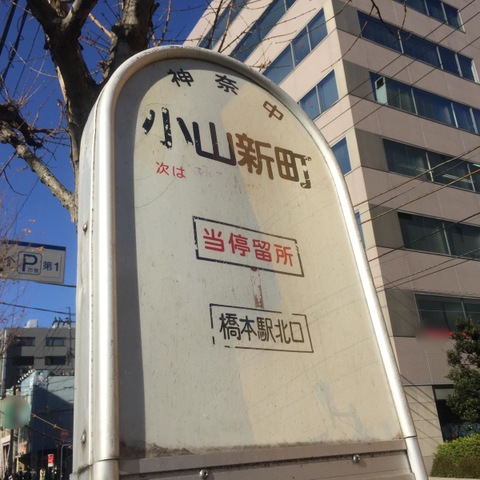 神奈中
小山新町
次は
当停留所
橋本駅北口
P 第1